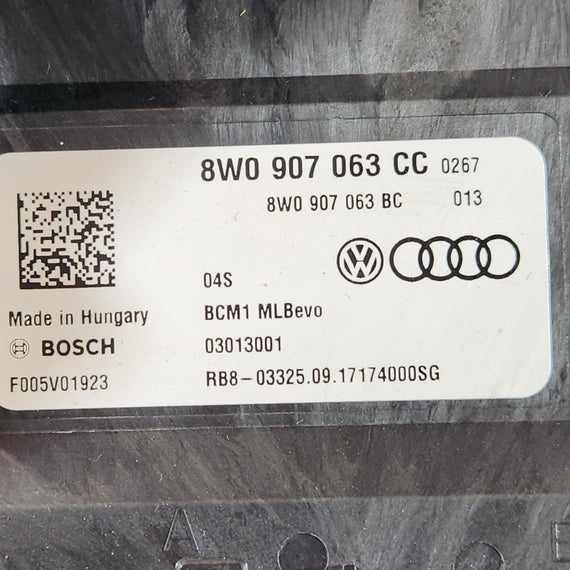 8W0 907 063 CC 0267
8W0 907 063 BC 013
04S
Made in Hungary BCM1 MLBevo
BOSCH 03013001
F005V01923 RB8-03325.09.17174000SG
A